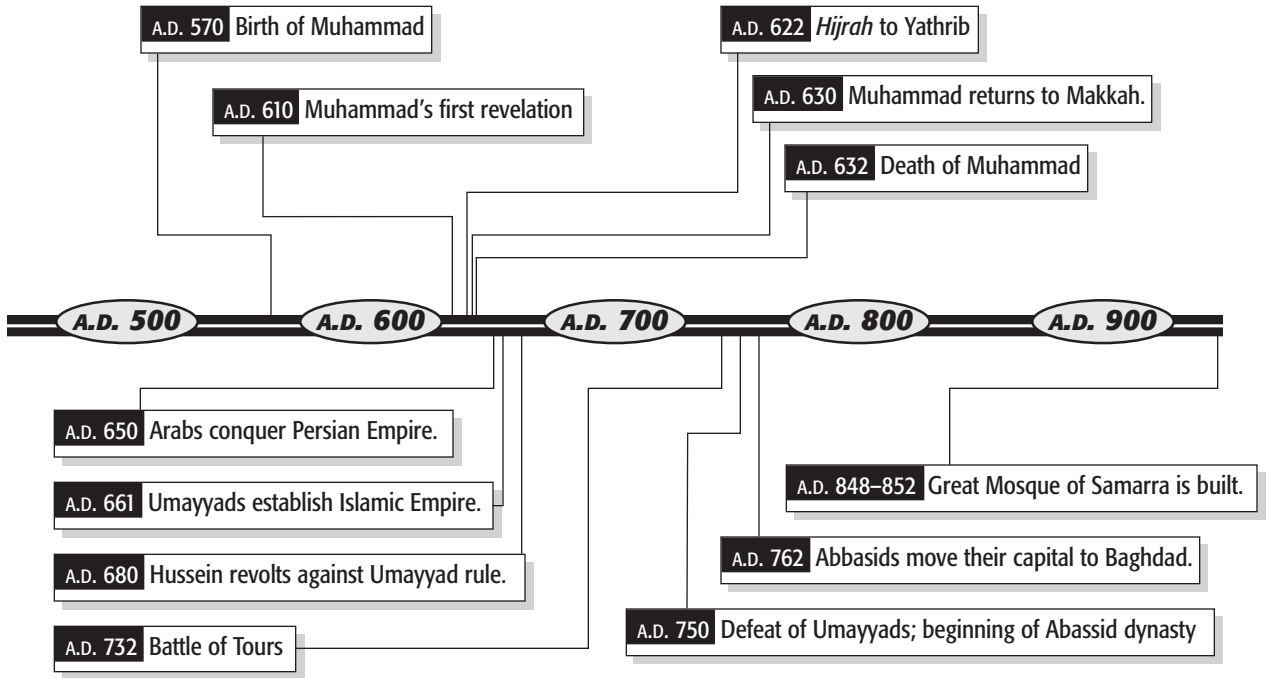 A.D. 570 Birth of Muhammad
A.D. 622 Hijrah to Yathrib
A.D. 610 Muhammad's first revelation
A.D. 630 Muhammad returns to Makkah.
A.D. 632 Death of Muhammad
A.D. 500 A.D. 600 A.D. 700 A.D. 800 A.D. 900
A.D. 650 Arabs conquer Persian Empire.
A.D. 661 Umayyads establish Islamic Empire.
A.D. 680 Hussein revolts against Umayyad rule.
A.D. 732 Battle of Tours
A.D. 848–852 Great Mosque of Samarra is built.
A.D. 762 Abbasids move their capital to Baghdad.
A.D. 750 Defeat of Umayyads; beginning of Abassid dynasty